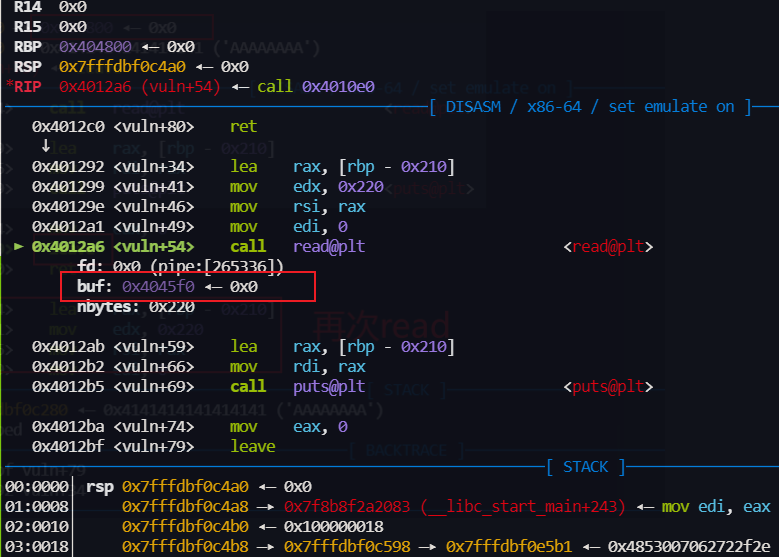 R14 0x0
R15 0x0
RBP 0x404800 ◂— 0x0
RSP 0x7fffdbf0c4a0 ◂— 0x0
*RIP 0x4012a6 (vuln+54) ◂— call 0x4010e0
[ DISASM / x86-64 / set emulate on ]
0x4012c0 <vuln+80> ret
↓
0x401292 <vuln+34> lea rax, [rbp - 0x210]
0x401299 <vuln+41> mov edx, 0x220
0x40129e <vuln+46> mov rsi, rax
0x4012a1 <vuln+49> mov edi, 0
► 0x4012a6 <vuln+54> call read@plt <read@plt>
fd: 0x0 (pipe:[265336])
buf: 0x4045f0 ◂— 0x0
nbytes: 0x220
再次read
0x4012ab <vuln+59> lea rax, [rbp - 0x210]
0x4012b2 <vuln+66> mov rdi, rax
0x4012b5 <vuln+69> call puts@plt <puts@plt>
0x4012ba <vuln+74> mov eax, 0
0x4012bf <vuln+79> leave
[ STACK ]
00:0000│ rsp 0x7fffdbf0c4a0 ◂— 0x0
01:0008│ 0x7fffdbf0c4a8 —▸ 0x7f8b8f2a2083 (__libc_start_main+243) ◂— mov edi, eax
02:0010│ 0x7fffdbf0c4b0 ◂— 0x100000018
03:0018│ 0x7fffdbf0c4b8 —▸ 0x7fffdbf0c598 —▸ 0x7fffdbf0e5b1 ◂— 0x4853007062722f2e